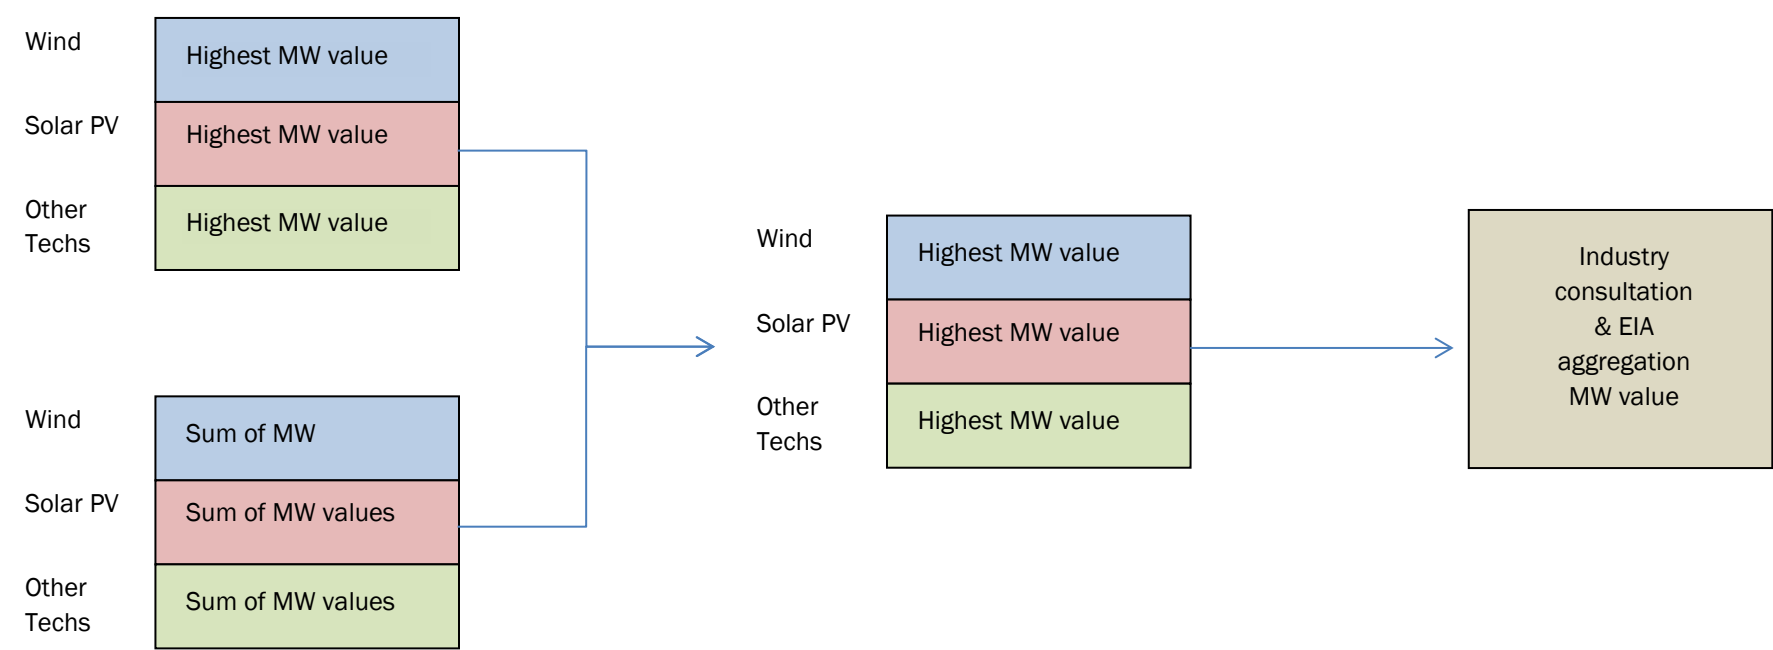 Wind
Highest MW value
Solar PV
Highest MW value
Other
Techs
Highest MW value
Wind
Sum of MW
Solar PV
Sum of MW values
Other
Techs
Sum of MW values
Wind
Highest MW value
Solar PV
Highest MW value
Other
Techs
Highest MW value
Industry
consultation
& EIA
aggregation
MW value